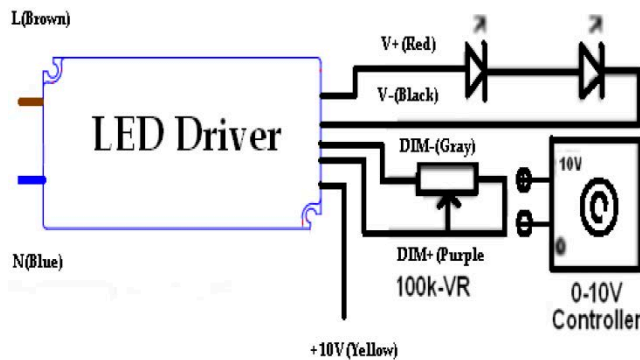 L(Brown)
V+(Red)
V-(Black)
LED Driver
DIM-(Gray)
10V
0
N(Blue)
DIM+(Purple
100k-VR
0-10V
Controller
+10V(Yellow)